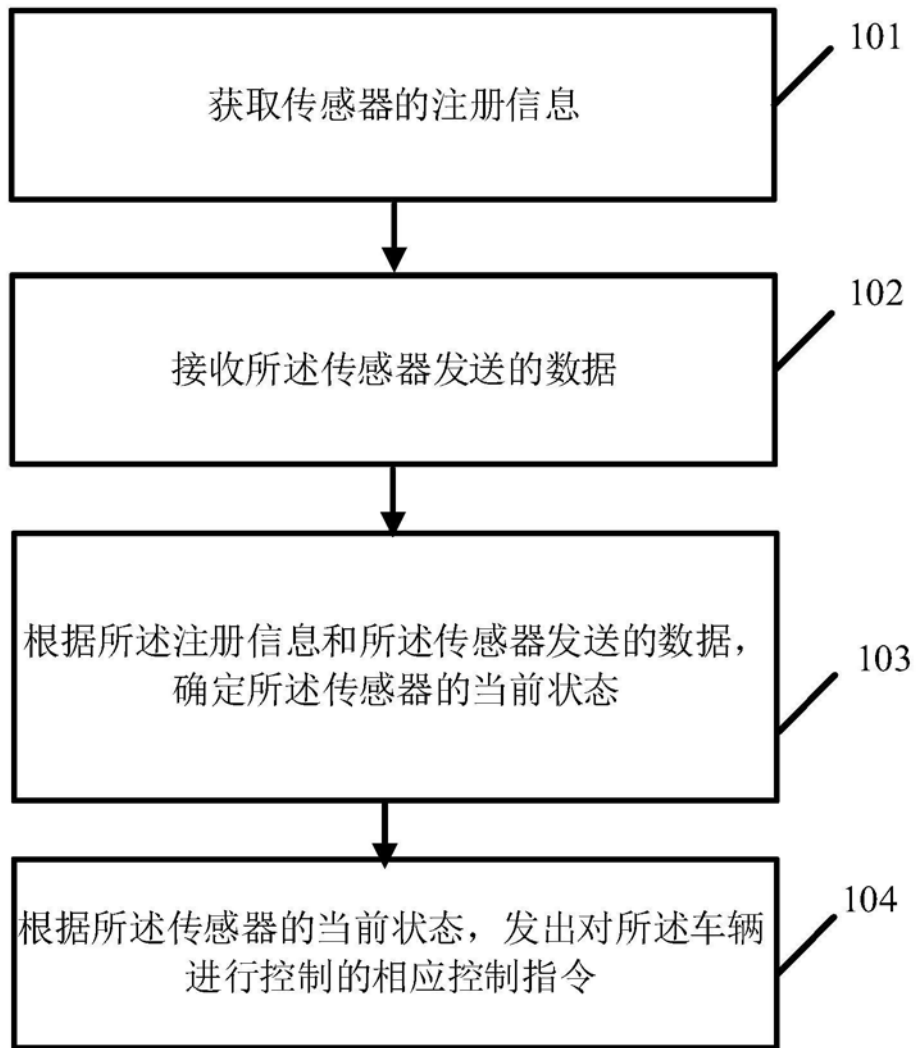 101
获取传感器的注册信息
102
接收所述传感器发送的数据
根据所述注册信息和所述传感器发送的数据，
确定所述传感器的当前状态
103
根据所述传感器的当前状态，发出对所述车辆
进行控制的相应控制指令
104